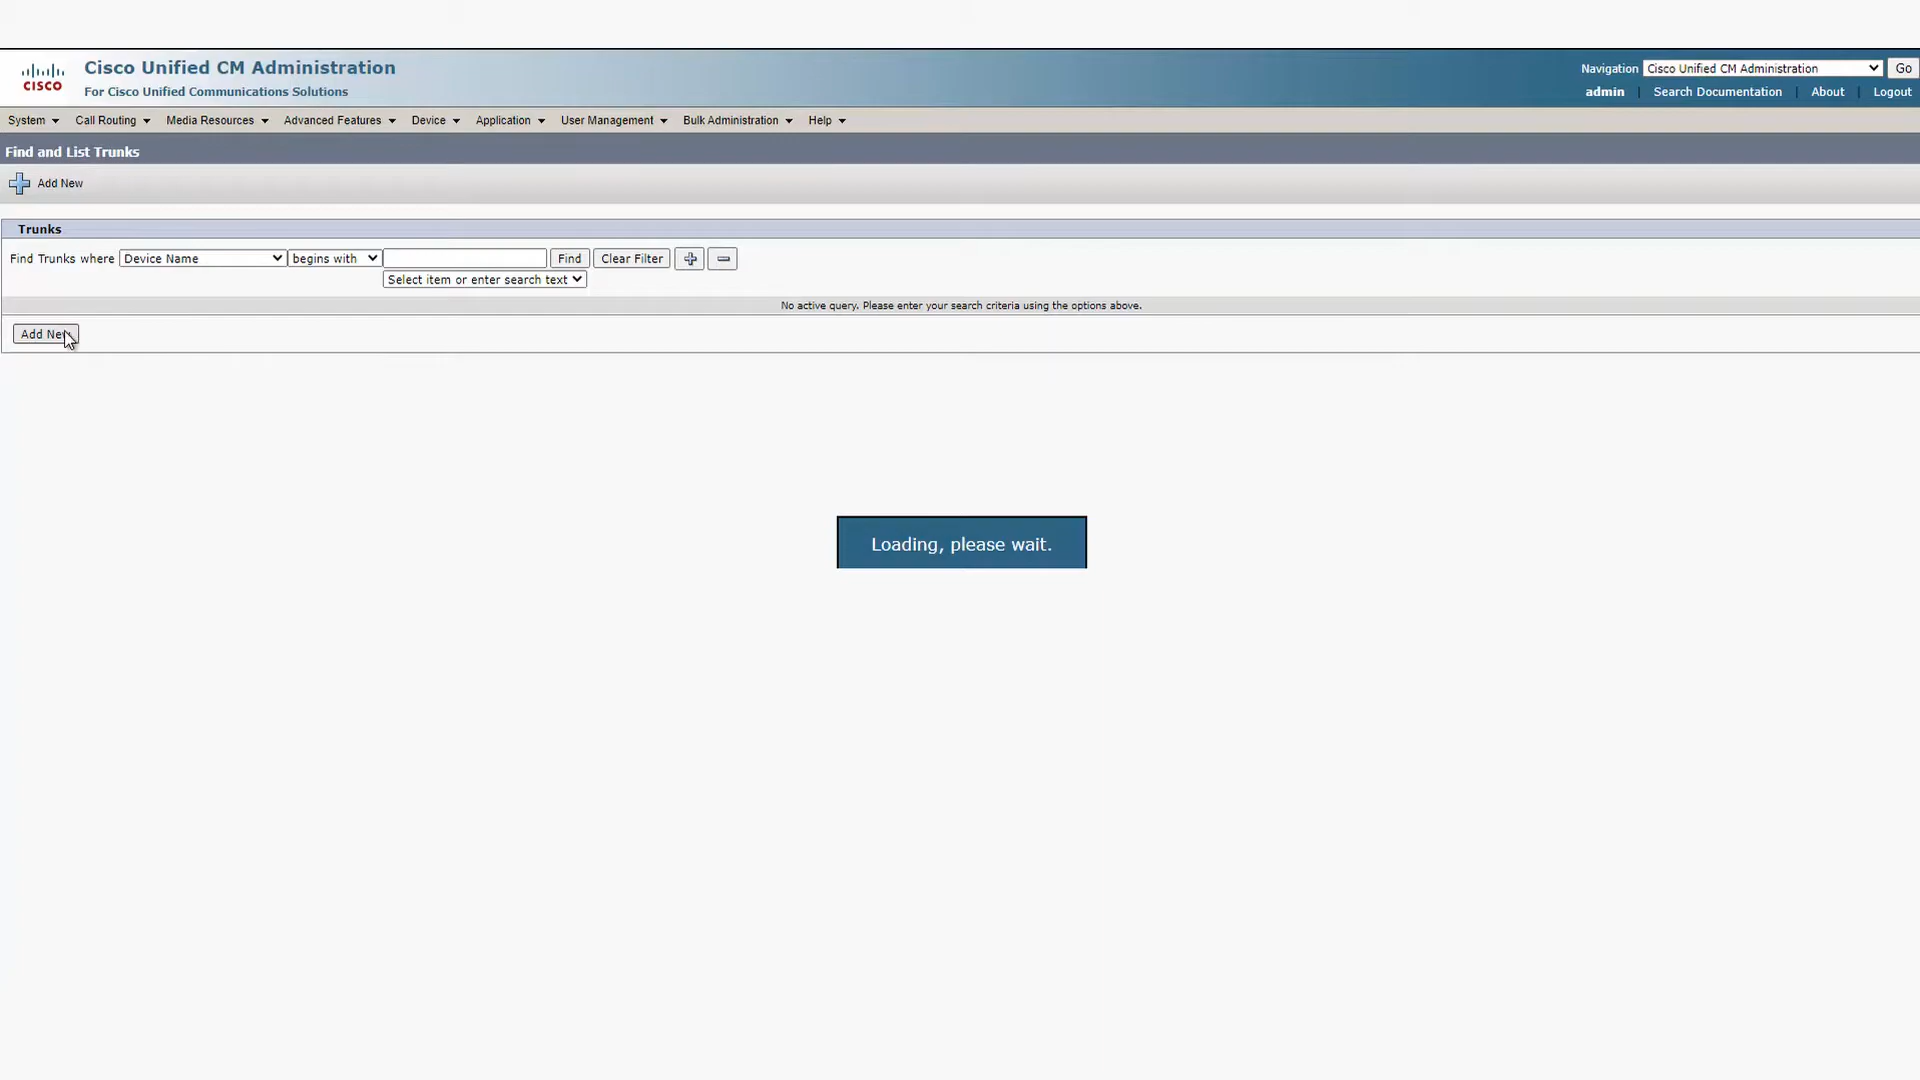 Cisco Unified CM Administration
For Cisco Unified Communications Solutions
CISCO
Navigation Cisco Unified CM Administration Go
admin | Search Documentation | About | Logout
System Call Routing Media Resources Advanced Features Device Application User Management Bulk Administration Help
Find and List Trunks
Add New
Trunks
Find Trunks where Device Name begins with Find Clear Filter
Select item or enter search text
No active query. Please enter your search criteria using the options above.
Add New
Loading, please wait.